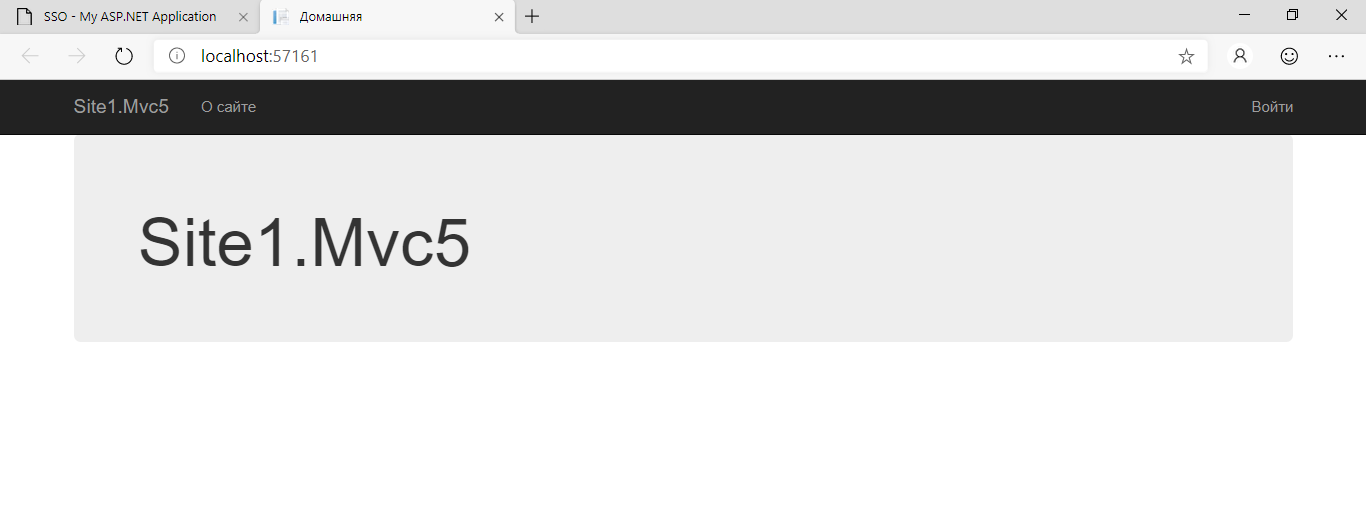 SSO - My ASP.NET Application
Домашняя
localhost:57161
Site1.Mvc5 О сайте Войти
Site1.Mvc5